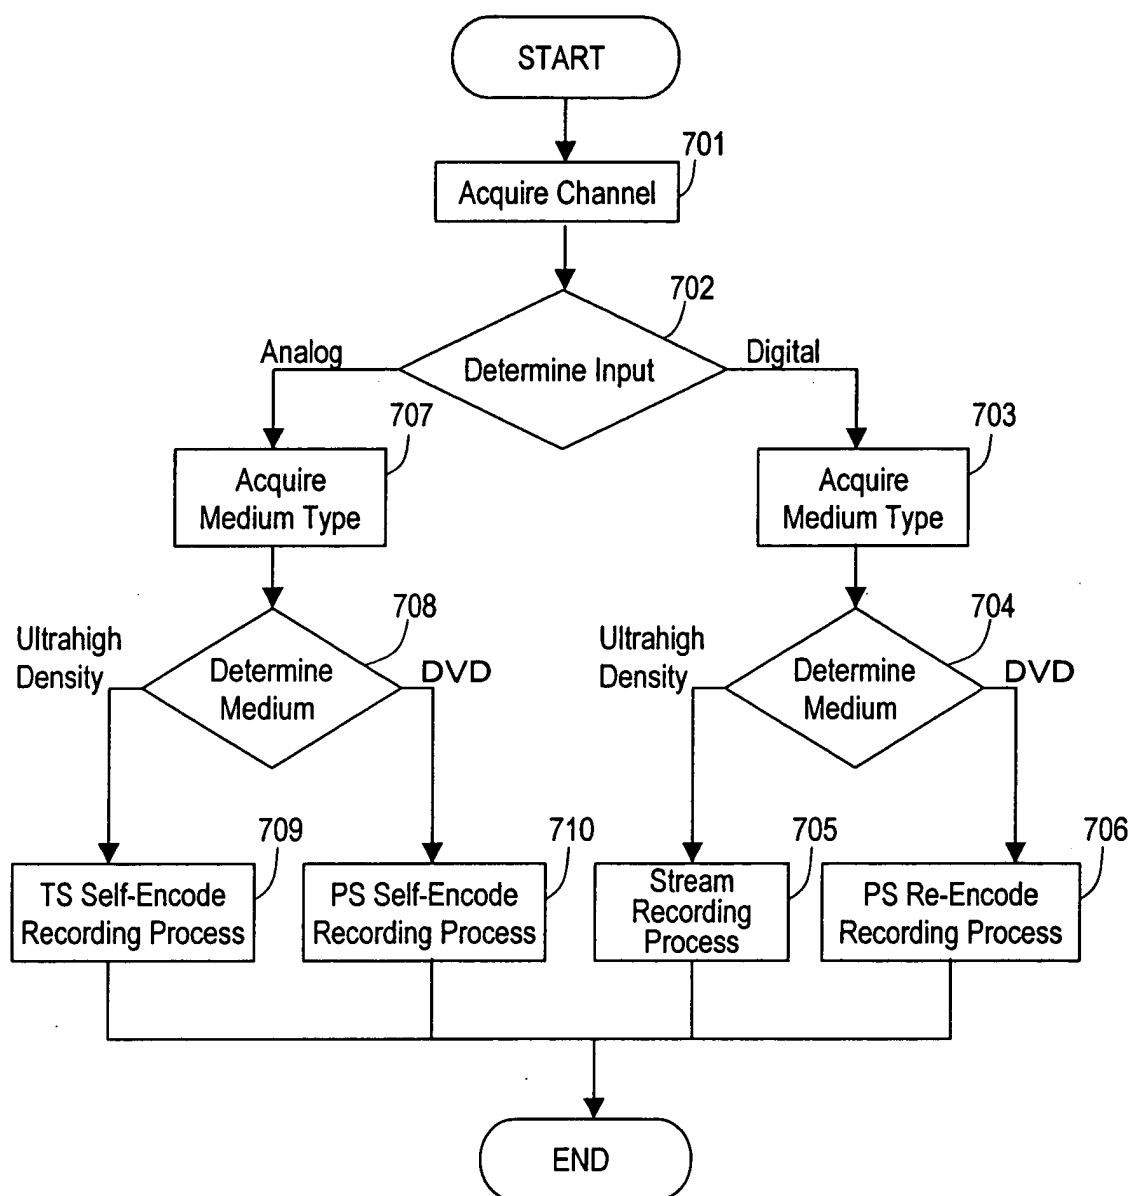 START
701
Acquire Channel
702
Analog
Determine Input
Digital
707
Acquire
Medium Type
703
Acquire
Medium Type
708
Ultrahigh
Density
Determine
Medium
DVD
704
Ultrahigh
Density
Determine
Medium
DVD
709
TS Self-Encode
Recording Process
710
PS Self-Encode
Recording Process
705
Stream
Recording
Process
706
PS Re-Encode
Recording Process
END